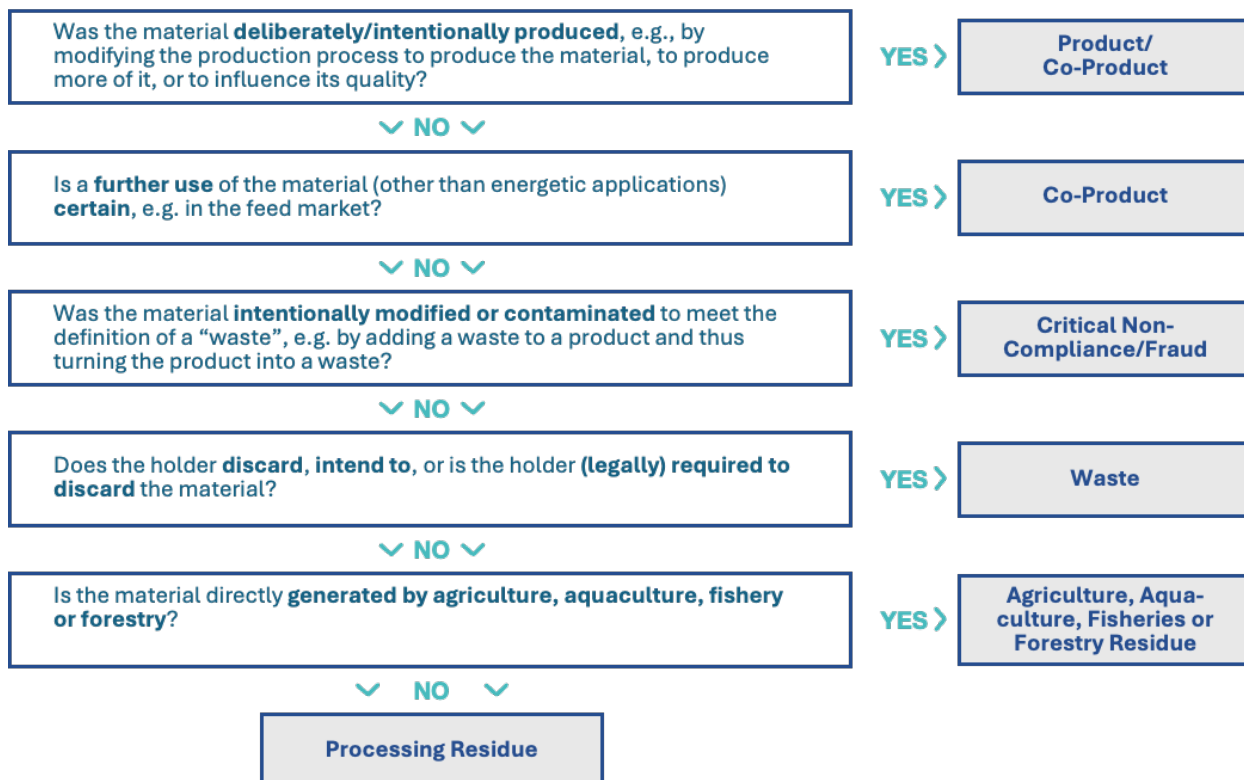 Was the material deliberately/intentionally produced, e.g., by
modifying the production process to produce the material, to produce
more of it, or to influence its quality?
YES
Product/
Co-Product
NO
Is a further use of the material (other than energetic applications)
certain, e.g. in the feed market?
YES
Co-Product
NO
Was the material intentionally modified or contaminated to meet the
definition of a “waste”, e.g. by adding a waste to a product and thus
turning the product into a waste?
YES
Critical Non-
Compliance/Fraud
NO
Does the holder discard, intend to, or is the holder (legally) required to
discard the material?
YES
Waste
NO
Is the material directly generated by agriculture, aquaculture, fishery
or forestry?
YES
Agriculture, Aqua-
culture, Fisheries or
Forestry Residue
NO
Processing Residue